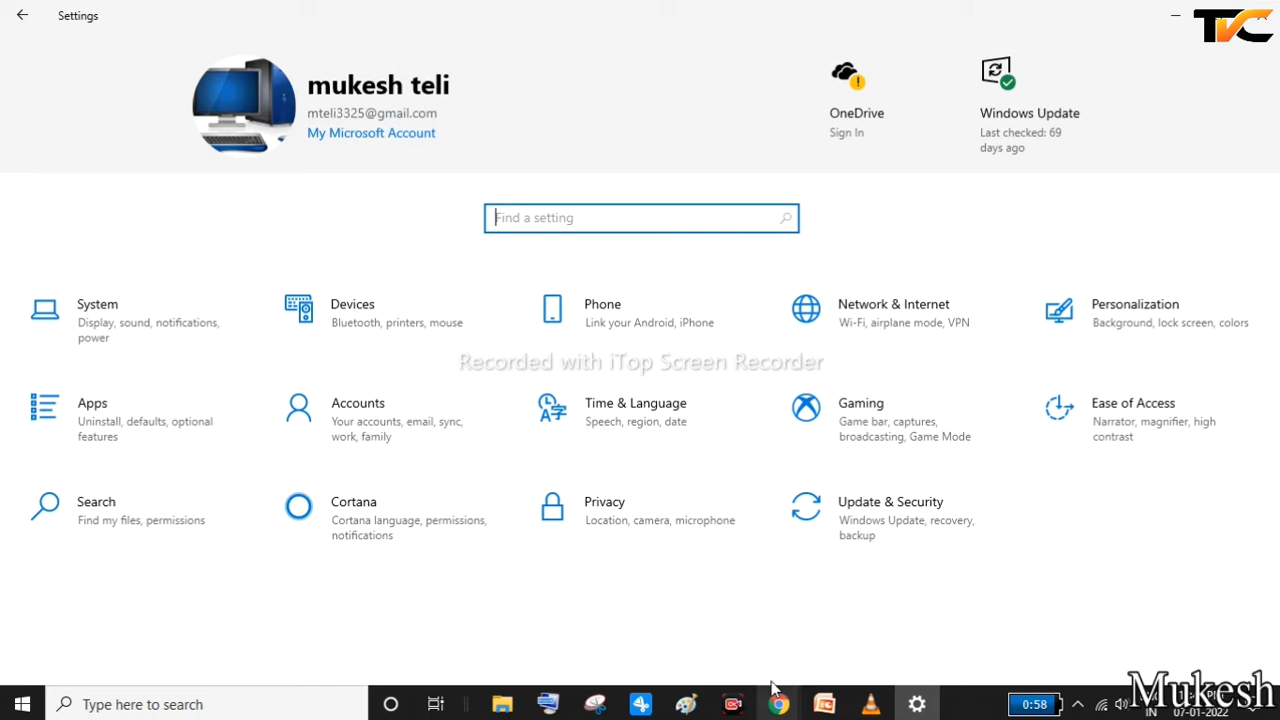 Settings
TVC
mukesh teli
mteli3325@gmail.com
My Microsoft Account
OneDrive
Sign In
Windows Update
Last checked: 69
days ago
Find a setting
System
Display, sound, notifications,
power
Devices
Bluetooth, printers, mouse
Phone
Link your Android, iPhone
Network & Internet
Wi-Fi, airplane mode, VPN
Personalization
Background, lock screen, colors
Recorded with iTop Screen Recorder
Apps
Uninstall, defaults, optional
features
Accounts
Your accounts, email, sync,
work, family
Time & Language
Speech, region, date
Gaming
Game bar, captures,
broadcasting, Game Mode
Ease of Access
Narrator, magnifier, high
contrast
Search
Find my files, permissions
Cortana
Cortana language, permissions,
notifications
Privacy
Location, camera, microphone
Update & Security
Windows Update, recovery,
backup
Type here to search
0:58
Mukesh
IN
07-01-2022